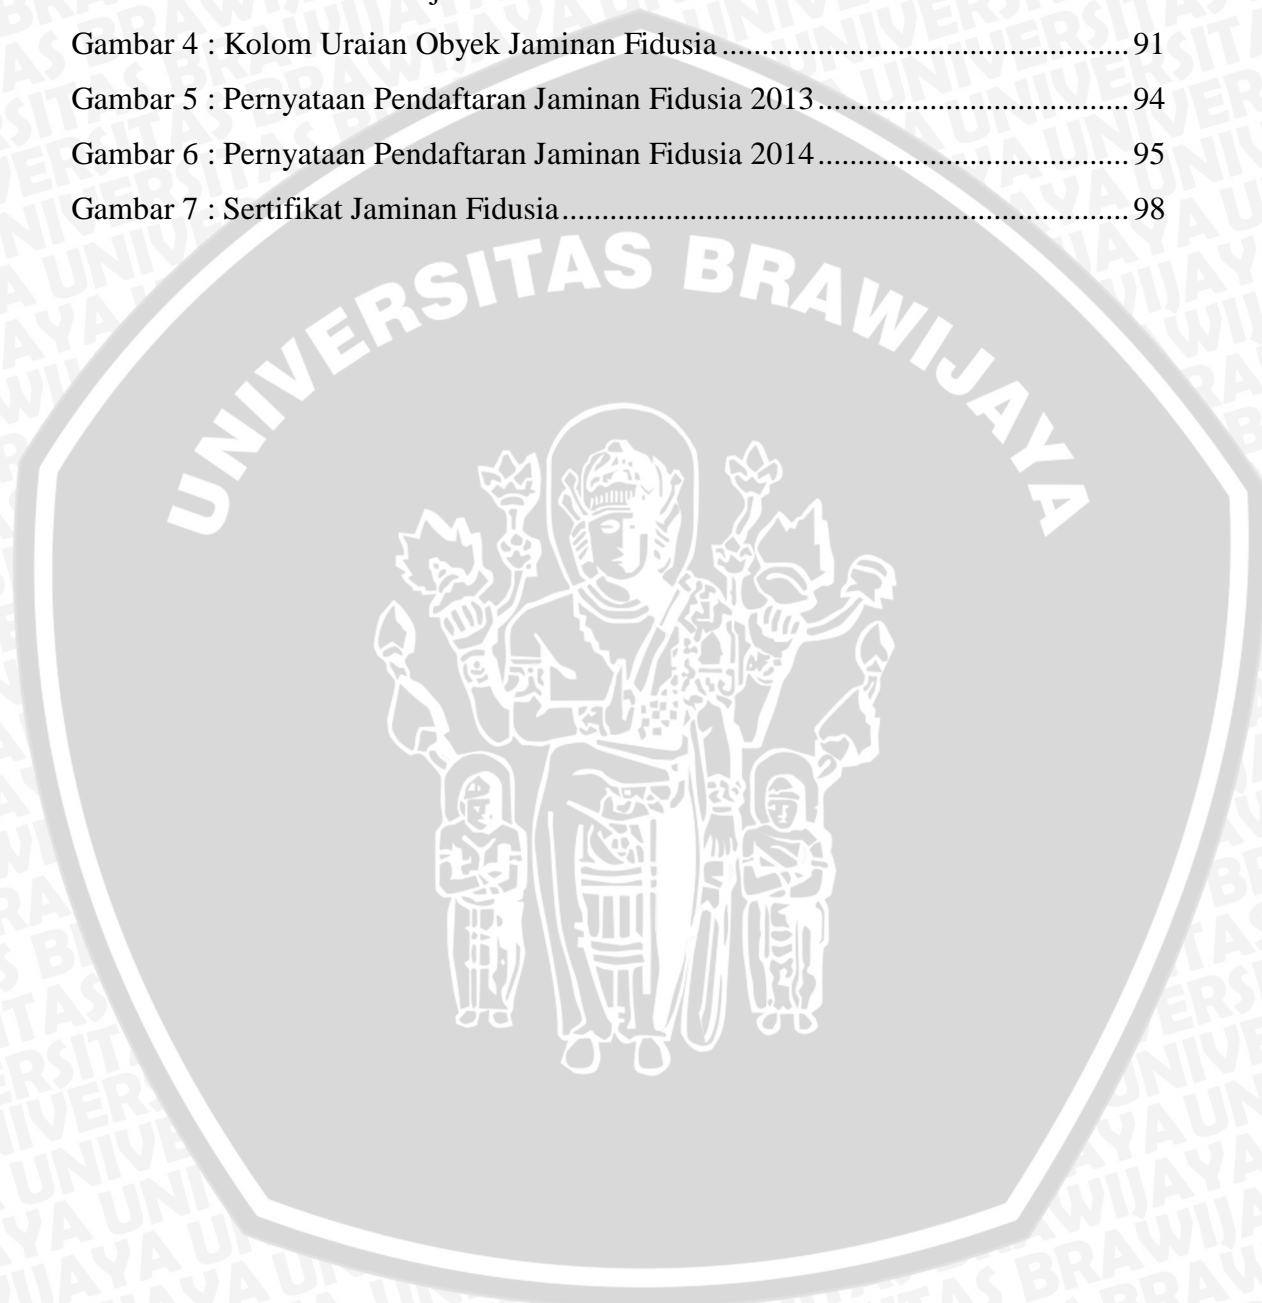 Gambar 4 : Kolom Uraian Obyek Jaminan Fidusia .................................................. 91
Gambar 5 : Pernyataan Pendaftaran Jaminan Fidusia 2013 ...................................... 94
Gambar 6 : Pernyataan Pendaftaran Jaminan Fidusia 2014 ...................................... 95
Gambar 7 : Sertifikat Jaminan Fidusia ...................................................................... 98
UNIVERSITAS BRAWIJAYA